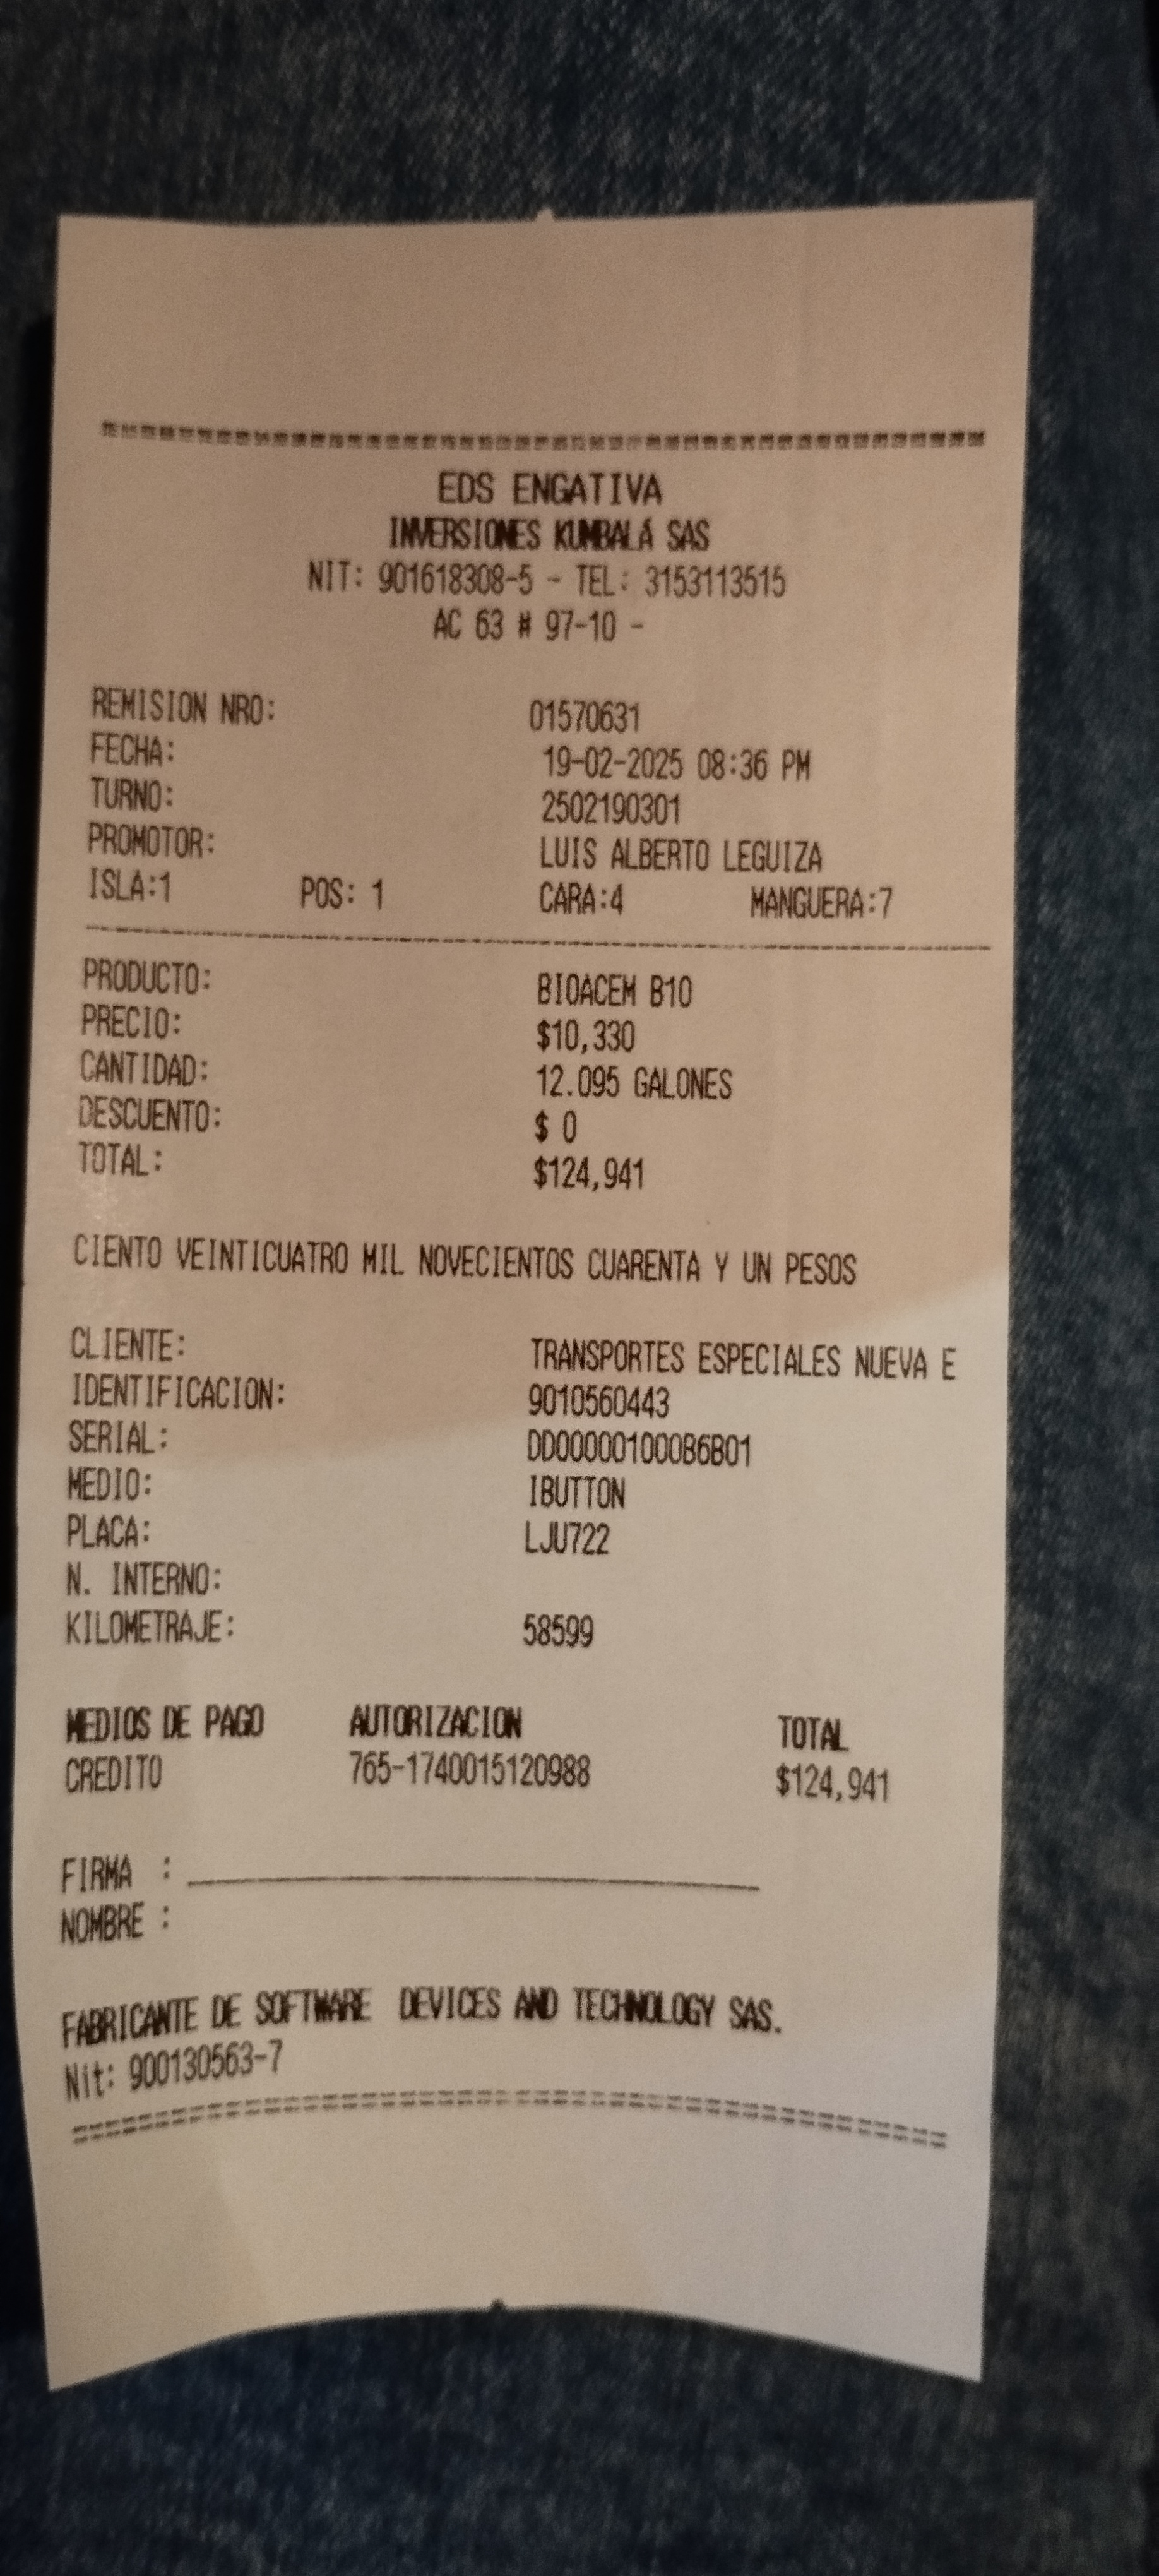 ================================================
EDS ENGATIVA
INVERSIONES KUMBALÁ SAS
NIT: 901618308-5 - TEL: 3153113515
AC 63 # 97-10 -
REMISION NRO: 01570631
FECHA: 19-02-2025 08:36 PM
TURNO: 2502190301
PROMOTOR: LUIS ALBERTO LEGUIZA
ISLA:1 POS: 1 CARA:4 MANGUERA:7
------------------------------------------------
PRODUCTO: BIOACEM B10
PRECIO: $10,330
CANTIDAD: 12.095 GALONES
DESCUENTO: $ 0
TOTAL: $124,941
CIENTO VEINTICUATRO MIL NOVECIENTOS CUARENTA Y UN PESOS
CLIENTE: TRANSPORTES ESPECIALES NUEVA E
IDENTIFICACION: 9010560443
SERIAL: DD000001000B6B01
MEDIO: IBUTTON
PLACA: LJU722
N. INTERNO:
KILOMETRAJE: 58599
MEDIOS DE PAGO AUTORIZACION TOTAL
CREDITO 765-1740015120988 $124,941
FIRMA : ______________________________
NOMBRE :
FABRICANTE DE SOFTWARE DEVICES AND TECHNOLOGY SAS.
Nit: 900130563-7
================================================